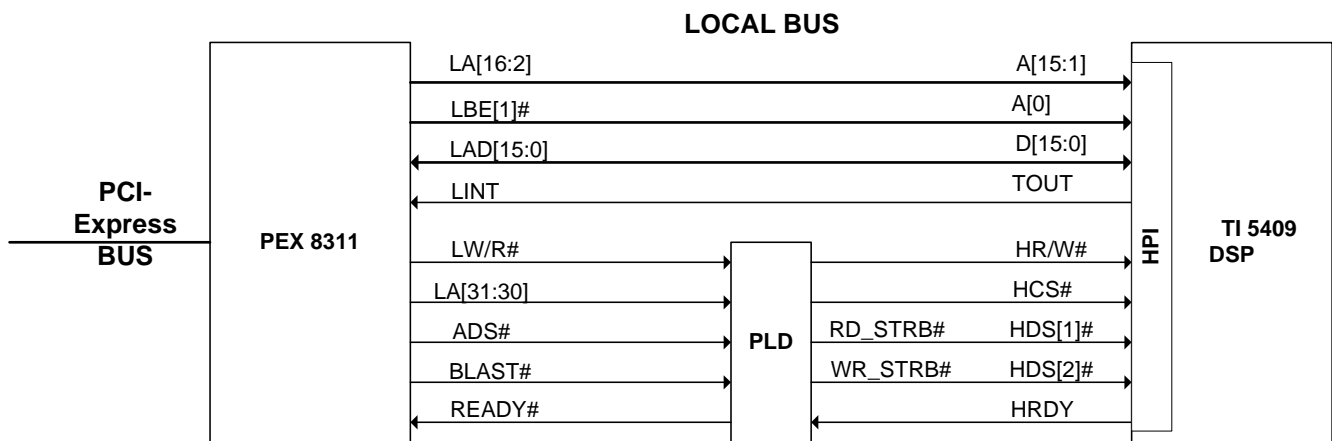 LOCAL BUS
LA[16:2] A[15:1]
LBE[1]# A[0]
LAD[15:0] D[15:0]
LINT TOUT
PCI-
Express
BUS
PEX 8311
HPI
TI 5409
DSP
LW/R# HR/W#
LA[31:30] HCS#
ADS# RD_STRB# HDS[1]#
PLD
BLAST# WR_STRB# HDS[2]#
READY# HRDY